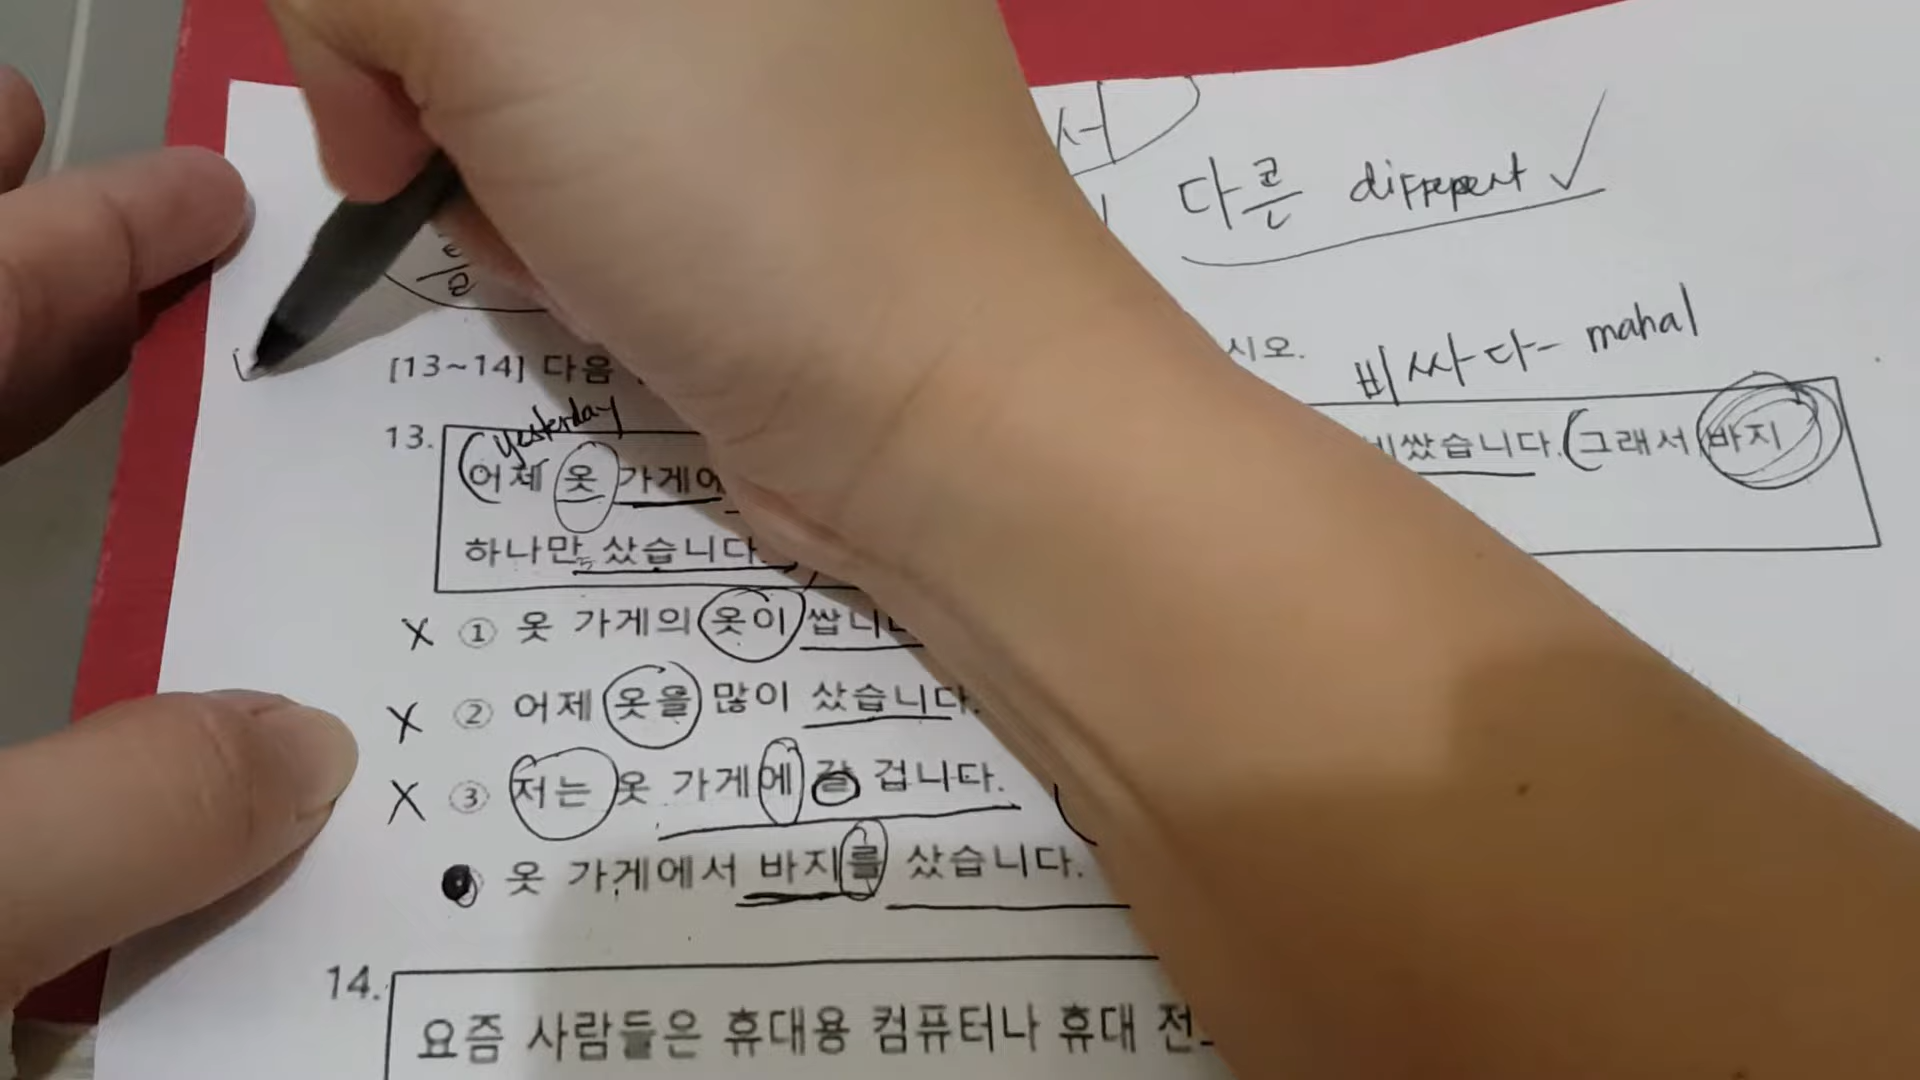 서
다른 different ✓
비싸다- mahal
[13~14] 다음 시오.
yesterday
13. 어제 옷 가게에 비쌌습니다. 그래서 바지
하나만 샀습니다.
X ① 옷 가게의 옷이 쌉니다
X ② 어제 옷을 많이 샀습니다.
X ③ 저는 옷 가게에 갈 겁니다.
옷 가게에서 바지를 샀습니다.
14. 요즘 사람들은 휴대용 컴퓨터나 휴대 전